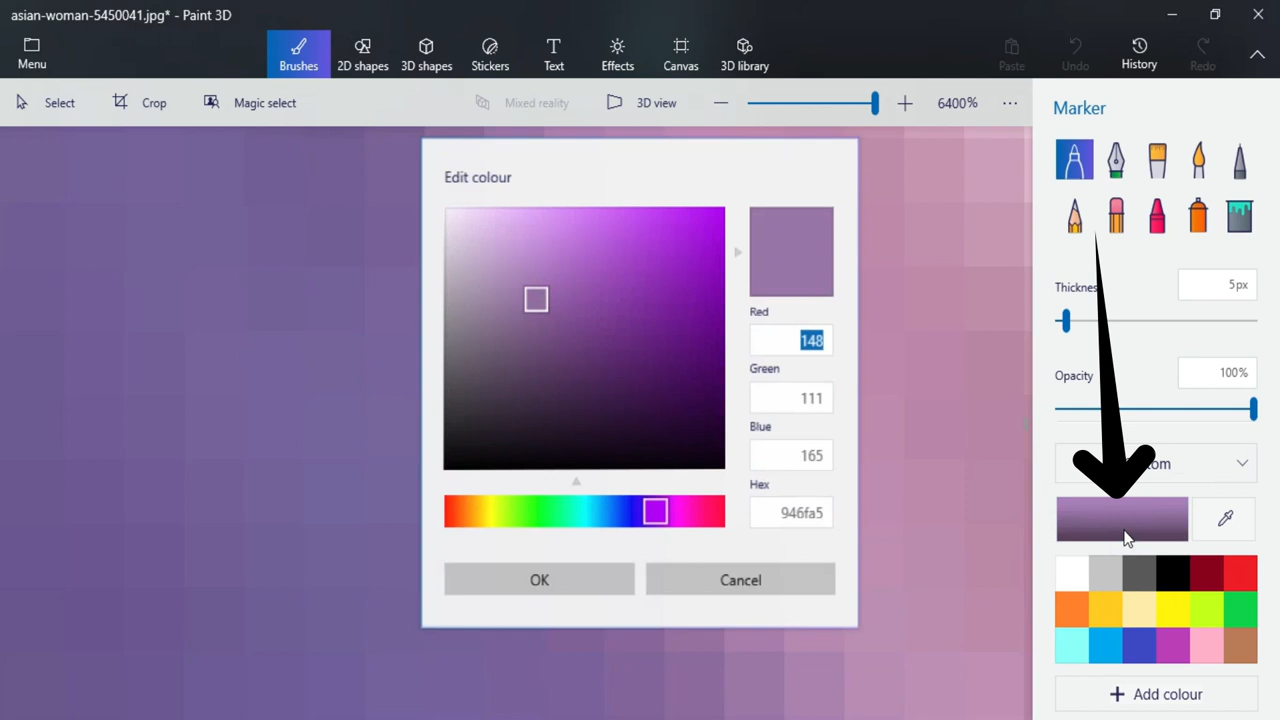 asian-woman-5450041.jpg* - Paint 3D
Menu
Brushes
2D shapes
3D shapes
Stickers
Text
Effects
Canvas
3D library
Paste
Undo
History
Redo
Select
Crop
Magic select
Mixed reality
3D view
6400%
Marker
Edit colour
Thickness
5px
Red
148
Green
111
Opacity
100%
Blue
165
Hex
946fa5
OK
Cancel
Add colour